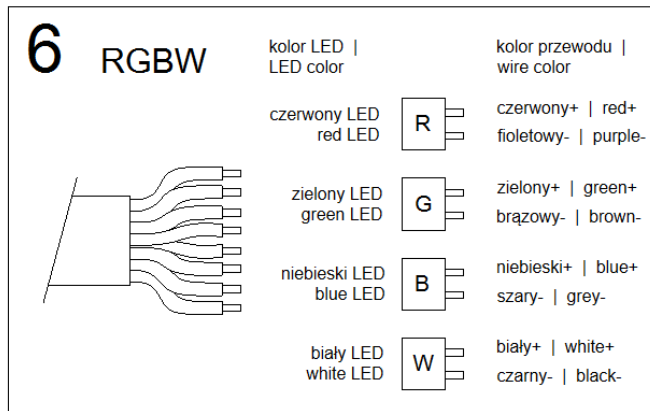 6 RGBW
kolor LED |
LED color
kolor przewodu |
wire color
czerwony LED
red LED
R
czerwony+ | red+
fioletowy- | purple-
zielony LED
green LED
G
zielony+ | green+
brązowy- | brown-
niebieski LED
blue LED
B
niebieski+ | blue+
szary- | grey-
biały LED
white LED
W
biały+ | white+
czarny- | black-